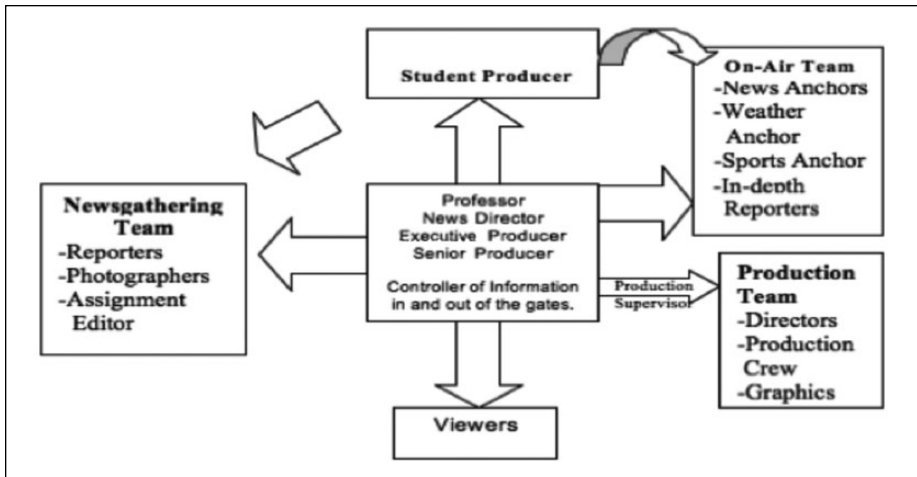 Student Producer
On-Air Team
-News Anchors
-Weather
Anchor
-Sports Anchor
-In-depth
Reporters
Newsgathering
Team
-Reporters
-Photographers
-Assignment
Editor
Professor
News Director
Executive Producer
Senior Producer
Controller of Information
in and out of the gates.
Production
Supervisor
Production
Team
-Directors
-Production
Crew
-Graphics
Viewers